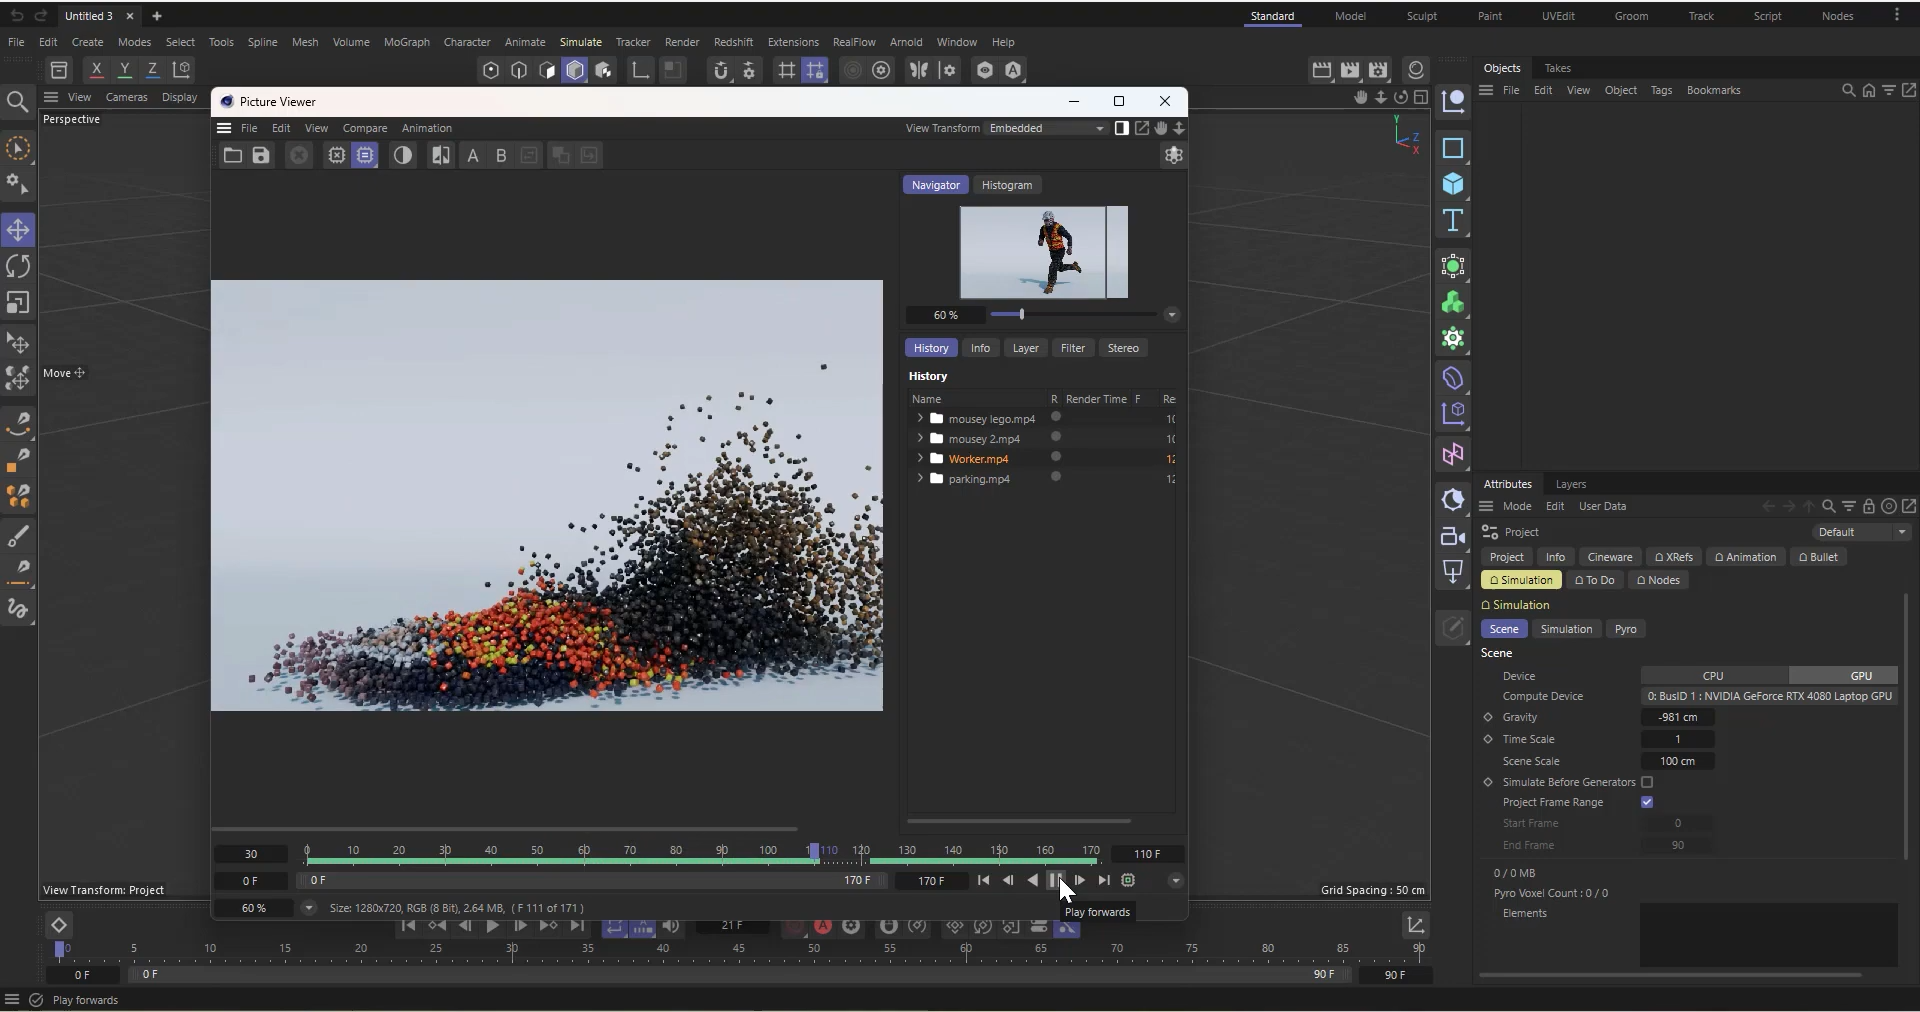 Untitled 3
Standard Model Sculpt Paint UVEdit Groom Track Script Nodes
File Edit Create Modes Select Tools Spline Mesh Volume MoGraph Character Animate Simulate Tracker Render Redshift Extensions RealFlow Arnold Window Help
X Y Z
Objects Takes
View Cameras Display
File Edit View Object Tags Bookmarks
Perspective
Y
Z
X
Move
Picture Viewer
File Edit View Compare Animation
View Transform Embedded
A B
Navigator Histogram
60 %
History Info Layer Filter Stereo
History
Name R Render Time F Re
mousey lego.mp4 10
mousey 2.mp4 10
Worker.mp4 12
parking.mp4 12
30 0 10 20 30 40 50 60 70 80 90 100 110 120 130 140 150 160 170 110 F
0 F 0 F 170 F 170 F
60 % Size: 1280x720, RGB (8 Bit), 2.64 MB, ( F 111 of 171 )
Play forwards
View Transform: Project
Grid Spacing : 50 cm
21 F
0 5 10 15 20 25 30 35 40 45 50 55 60 65 70 75 80 85 90
0 F 0 F 90 F 90 F
Play forwards
Attributes Layers
Mode Edit User Data
Project Default
Project Info Cineware XRefs Animation Bullet
Simulation To Do Nodes
Simulation
Scene Simulation Pyro
Scene
Device CPU GPU
Compute Device 0: BusID 1 : NVIDIA GeForce RTX 4080 Laptop GPU
Gravity -981 cm
Time Scale 1
Scene Scale 100 cm
Simulate Before Generators
Project Frame Range
Start Frame 0
End Frame 90
0 / 0 MB
Pyro Voxel Count : 0 / 0
Elements